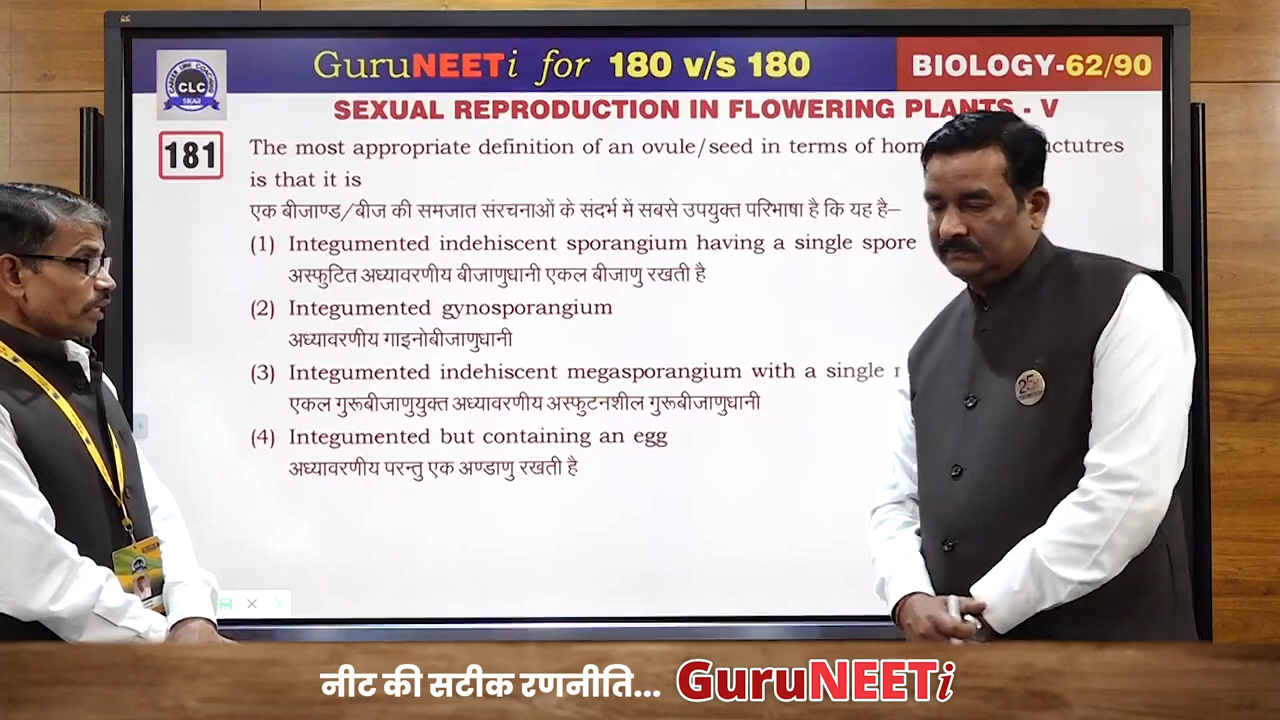 GuruNEETi for 180 v/s 180
BIOLOGY-62/90
CAREER LINE COACHING
CLC
SIKAR
SEXUAL REPRODUCTION IN FLOWERING PLANTS - V
181
The most appropriate definition of an ovule/seed in terms of
is that it is
एक बीजाण्ड/बीज की समजात संरचनाओं के संदर्भ में सबसे उपयुक्त परिभाषा है कि यह है–
(1) Integumented indehiscent sporangium having a single spore
अस्फुटित अध्यावरणीय बीजाणुधानी एकल बीजाणु रखती है
(2) Integumented gynosporangium
अध्यावरणीय गाइनोबीजाणुधानी
(3) Integumented indehiscent megasporangium with a single
एकल गुरूबीजाणुयुक्त अध्यावरणीय अस्फुटनशील गुरूबीजाणुधानी
(4) Integumented but containing an egg
अध्यावरणीय परन्तु एक अण्डाणु रखती है
25
नीट की सटीक रणनीति... GuruNEETi